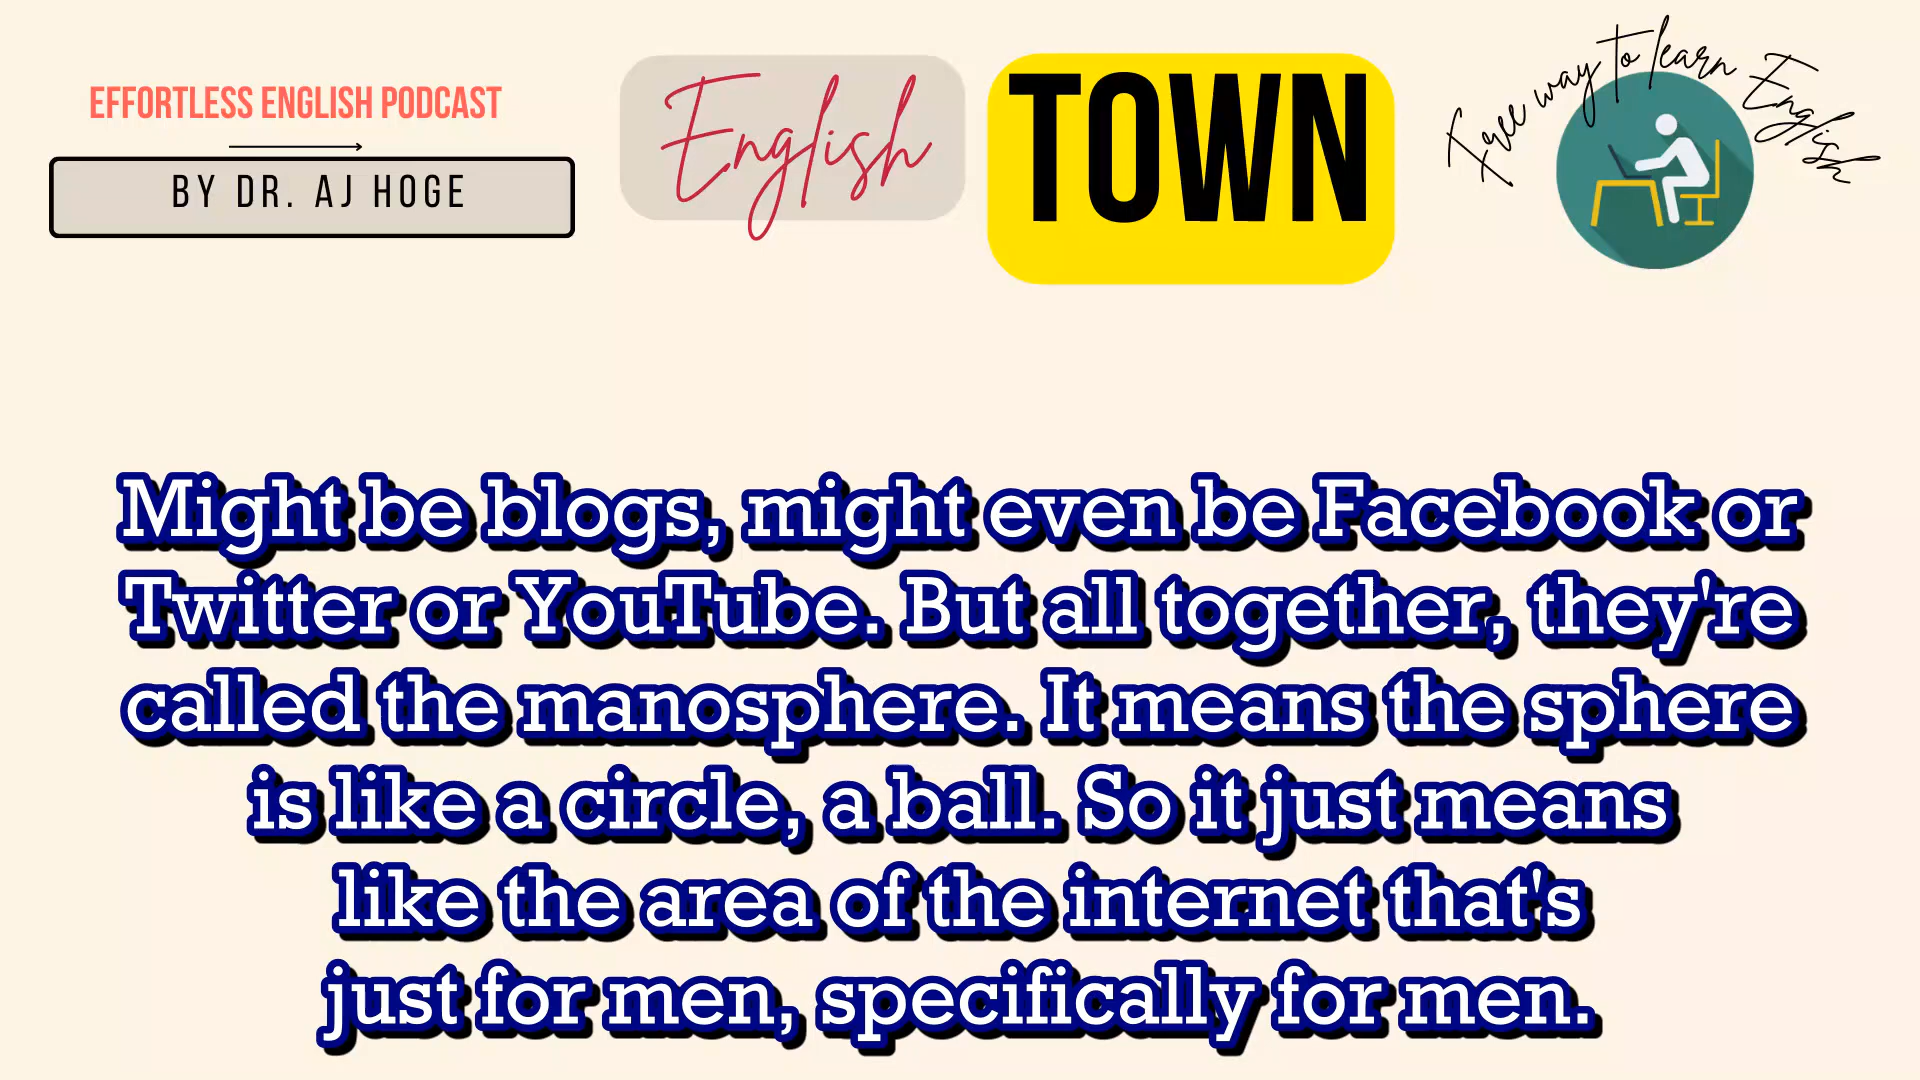 EFFORTLESS ENGLISH PODCAST
BY DR. AJ HOGE
English
TOWN
Free way to learn English
Might be blogs, might even be Facebook or
Twitter or YouTube. But all together, they're
called the manosphere. It means the sphere
is like a circle, a ball. So it just means
like the area of the internet that's
just for men, specifically for men.